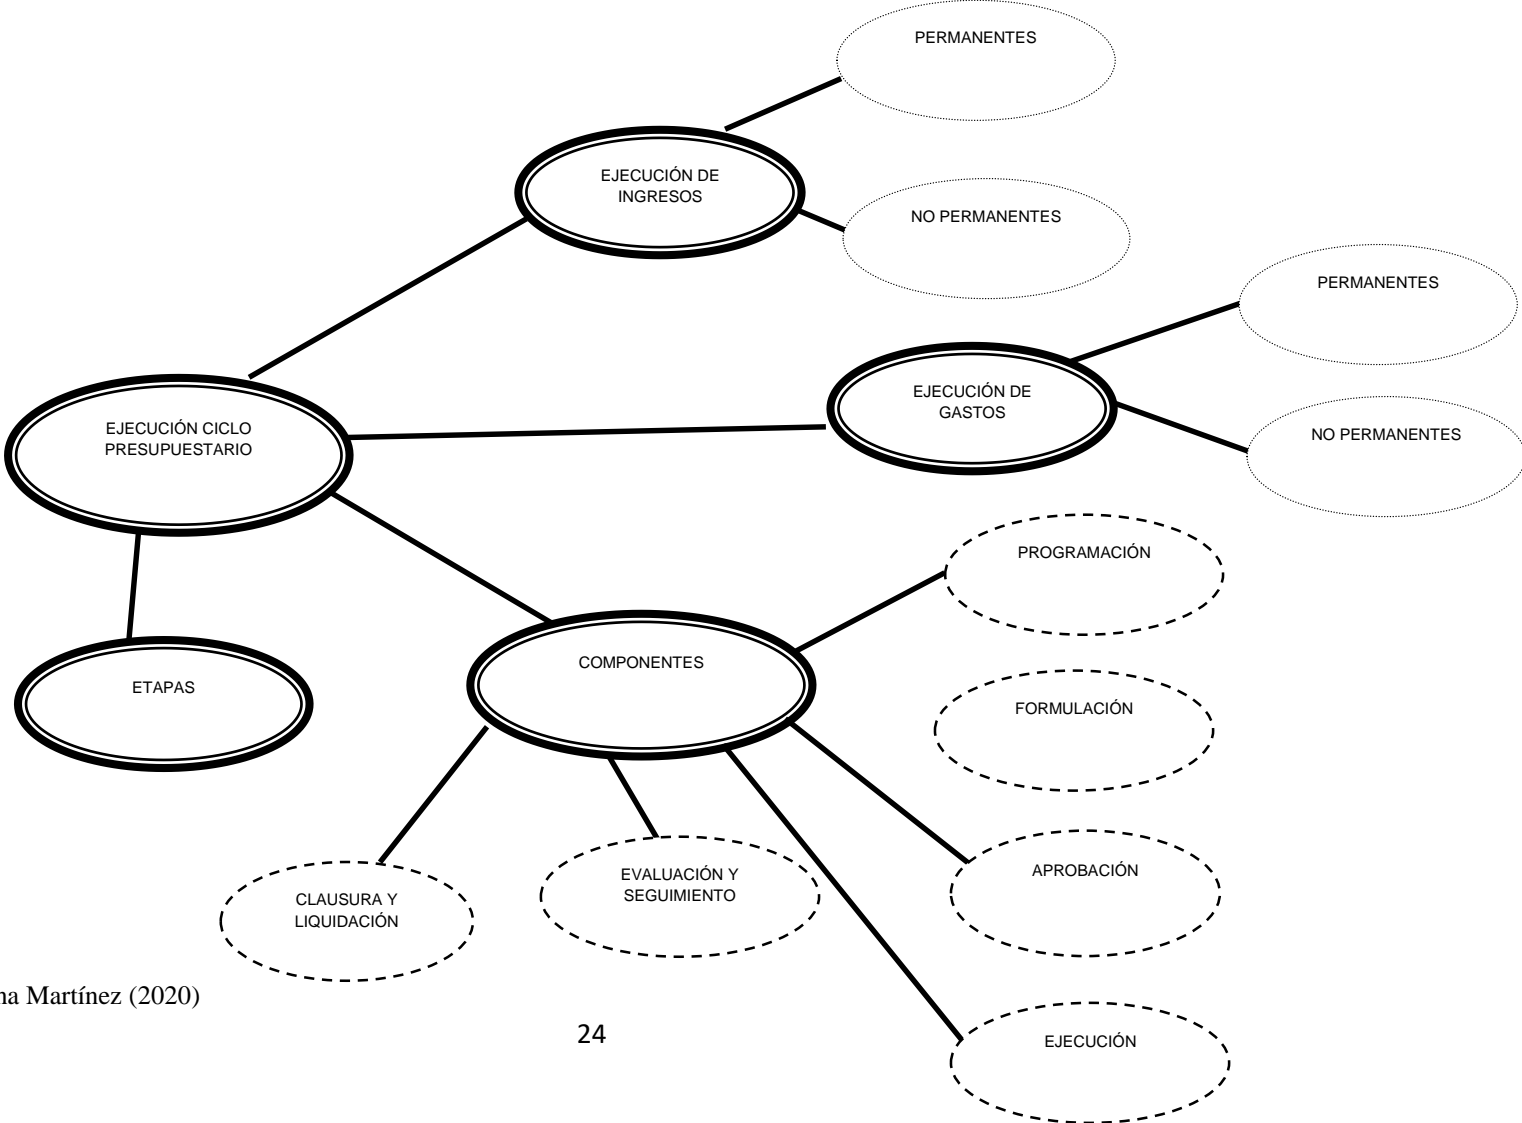 PERMANENTES
EJECUCIÓN DE
INGRESOS
NO PERMANENTES
PERMANENTES
EJECUCIÓN DE
GASTOS
EJECUCIÓN CICLO
PRESUPUESTARIO
NO PERMANENTES
PROGRAMACIÓN
COMPONENTES
ETAPAS
FORMULACIÓN
APROBACIÓN
EVALUACIÓN Y
SEGUIMIENTO
CLAUSURA Y
LIQUIDACIÓN
Martínez (2020)
24
EJECUCIÓN